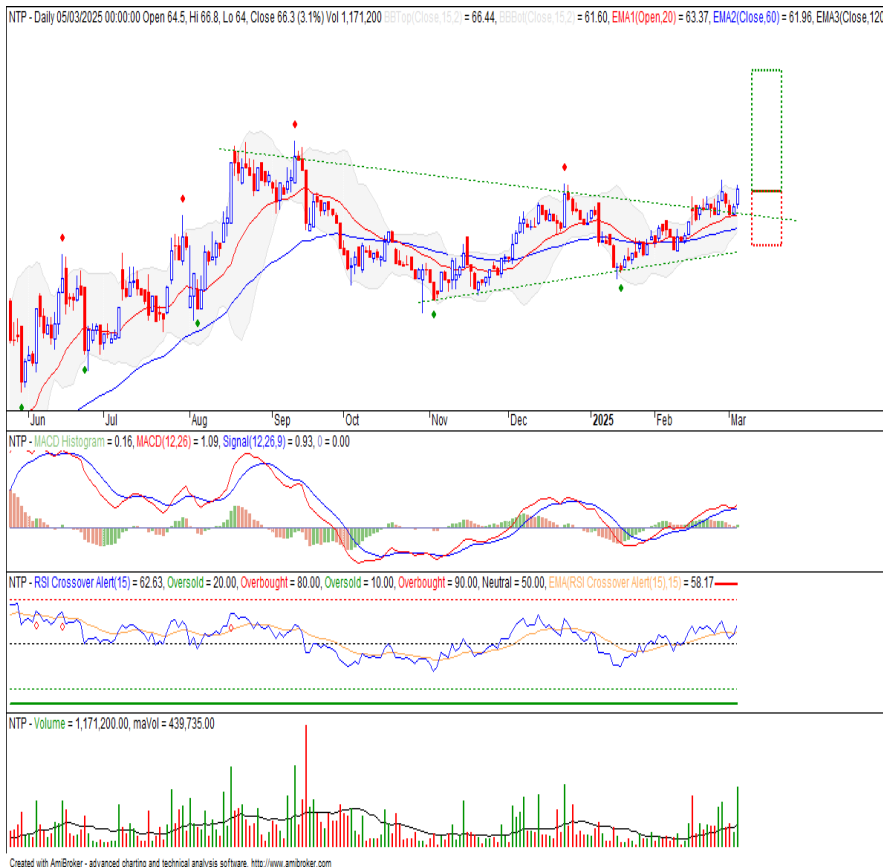 NTP - Daily 05/03/2025 00:00:00 Open 64.5, Hi 66.8, Lo 64, Close 66.3 (3.1%) Vol 1,171,200 BBTop(Close,15,2) = 66.44, BBBot(Close,15,2) = 61.60, EMA1(Open,20) = 63.37, EMA2(Close,60) = 61.96, EMA3(Close,120
Jun Jul Aug Sep Oct Nov Dec 2025 Feb Mar
NTP - MACD Histogram = 0.16, MACD(12,26) = 1.09, Signal(12,26,9) = 0.93, 0 = 0.00
NTP - RSI Crossover Alert(15) = 62.63, Oversold = 20.00, Overbought = 80.00, Oversold = 10.00, Overbought = 90.00, Neutral = 50.00, EMA(RSI Crossover Alert(15),15) = 58.17
NTP - Volume = 1,171,200.00, maVol = 439,735.00
Created with AmiBroker - advanced charting and technical analysis software. http://www.amibroker.com